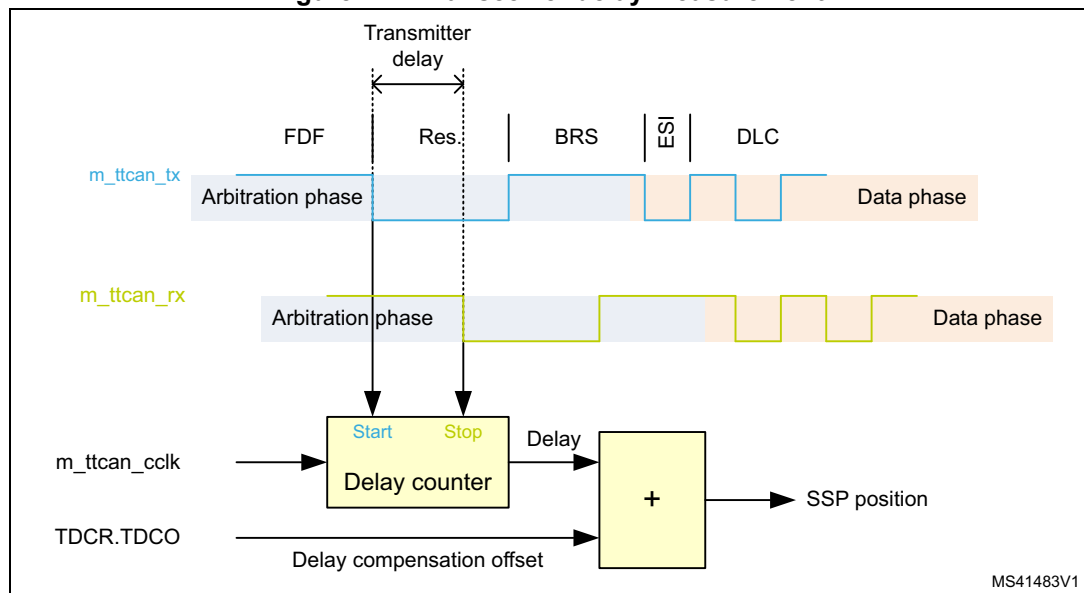 Transmitter
delay
FDF
Res.
BRS
ESI
DLC
m_ttcan_tx
Arbitration phase
Data phase
m_ttcan_rx
Arbitration phase
Data phase
Start
Stop
Delay
m_ttcan_cclk
Delay counter
+
SSP position
TDCR.TDCO
Delay compensation offset
MS41483V1